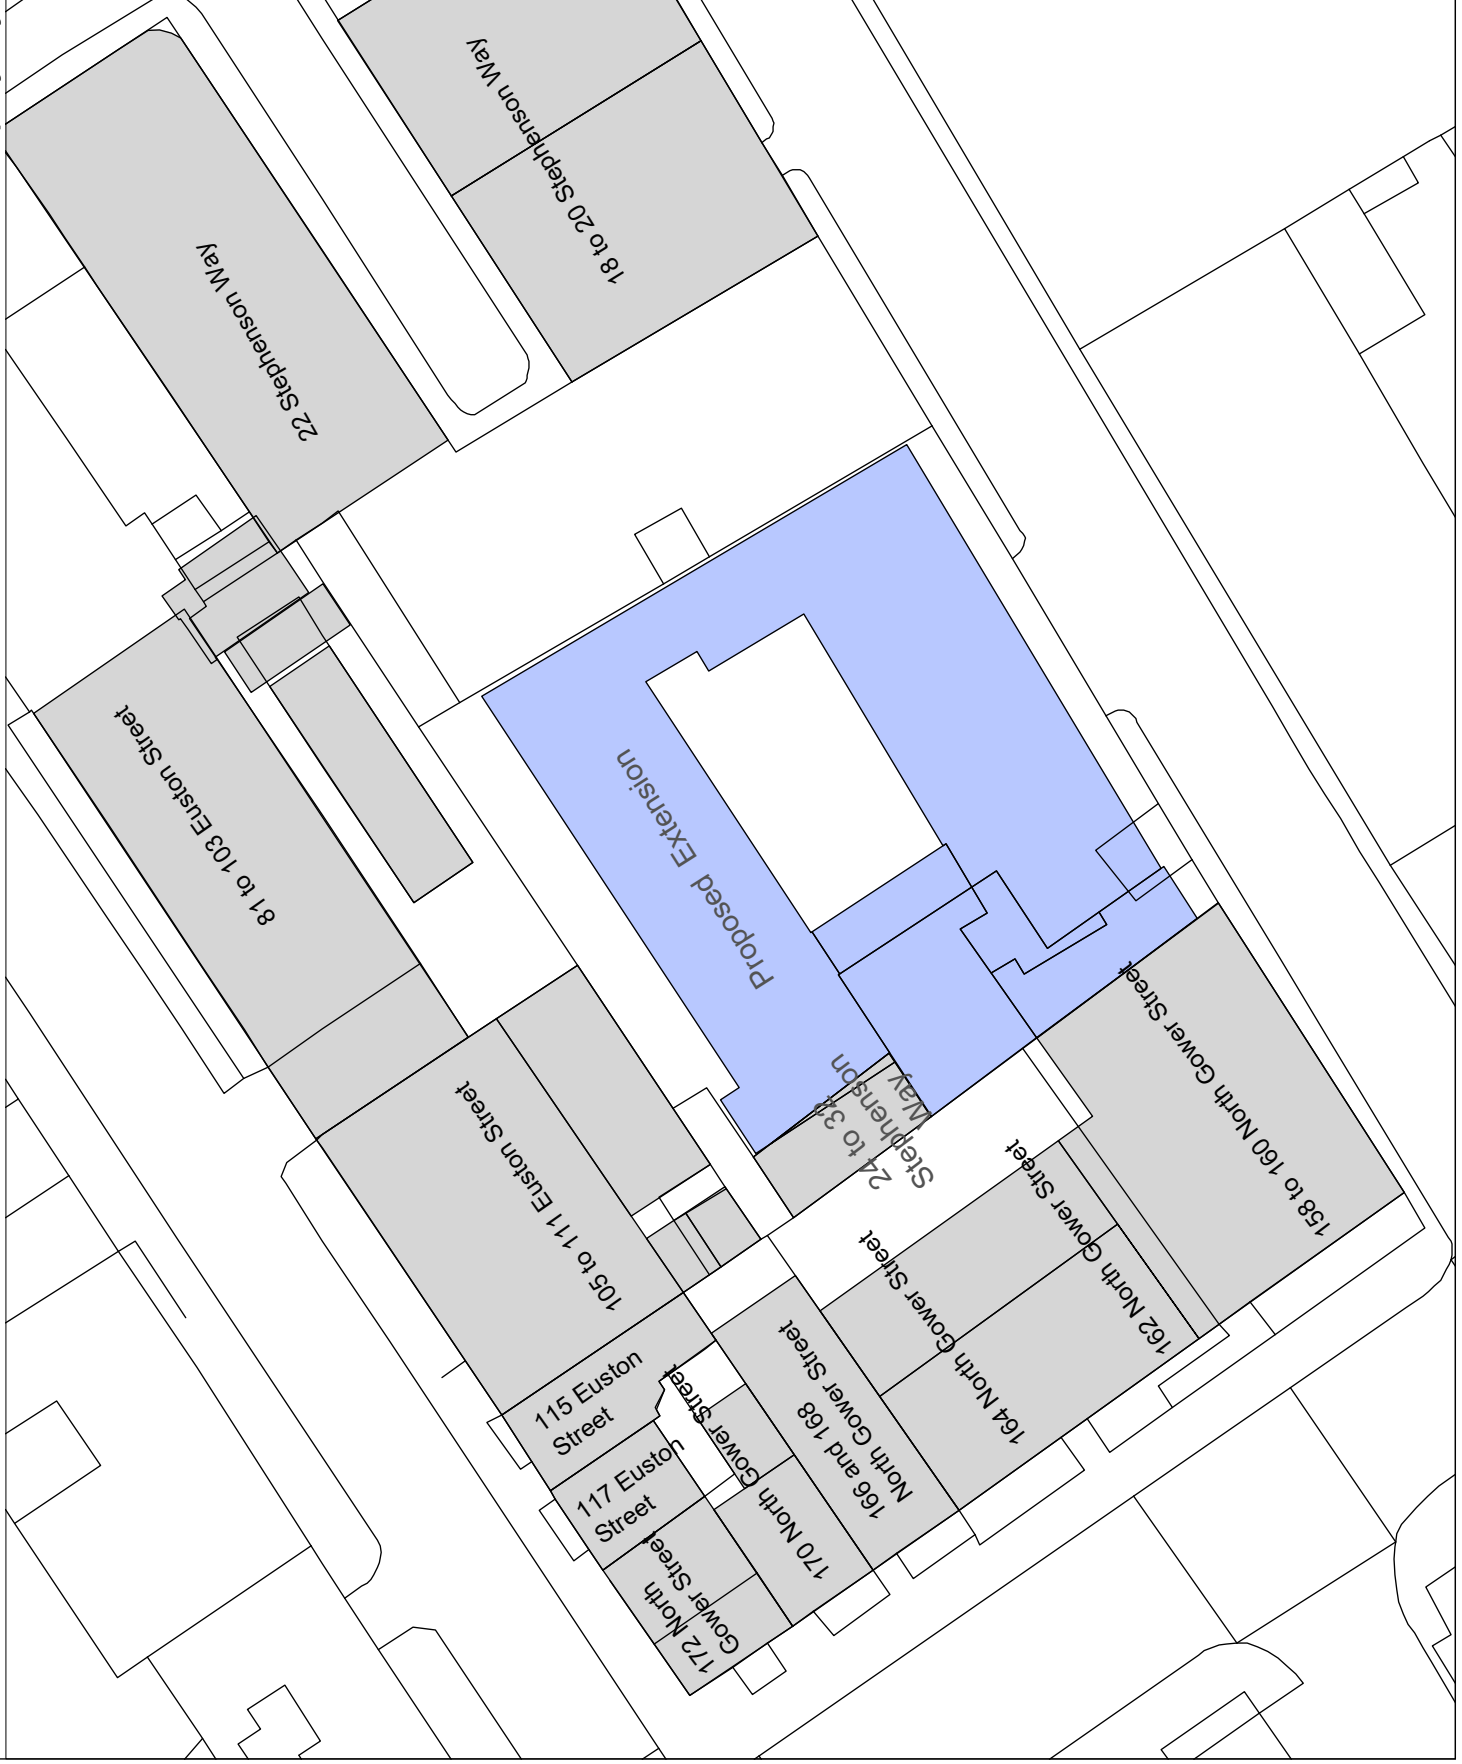 18 to 20 Stephenson Way
22 Stephenson Way
81 to 103 Euston Street
Proposed Extension
24 to 32
Stephenson
Way
105 to 111 Euston Street
158 to 160 North Gower Street
162 North Gower Street
164 North Gower Street
166 and 168
North Gower Street
170 North Gower Street
115 Euston
Street
117 Euston
Street
172 North
Gower Street